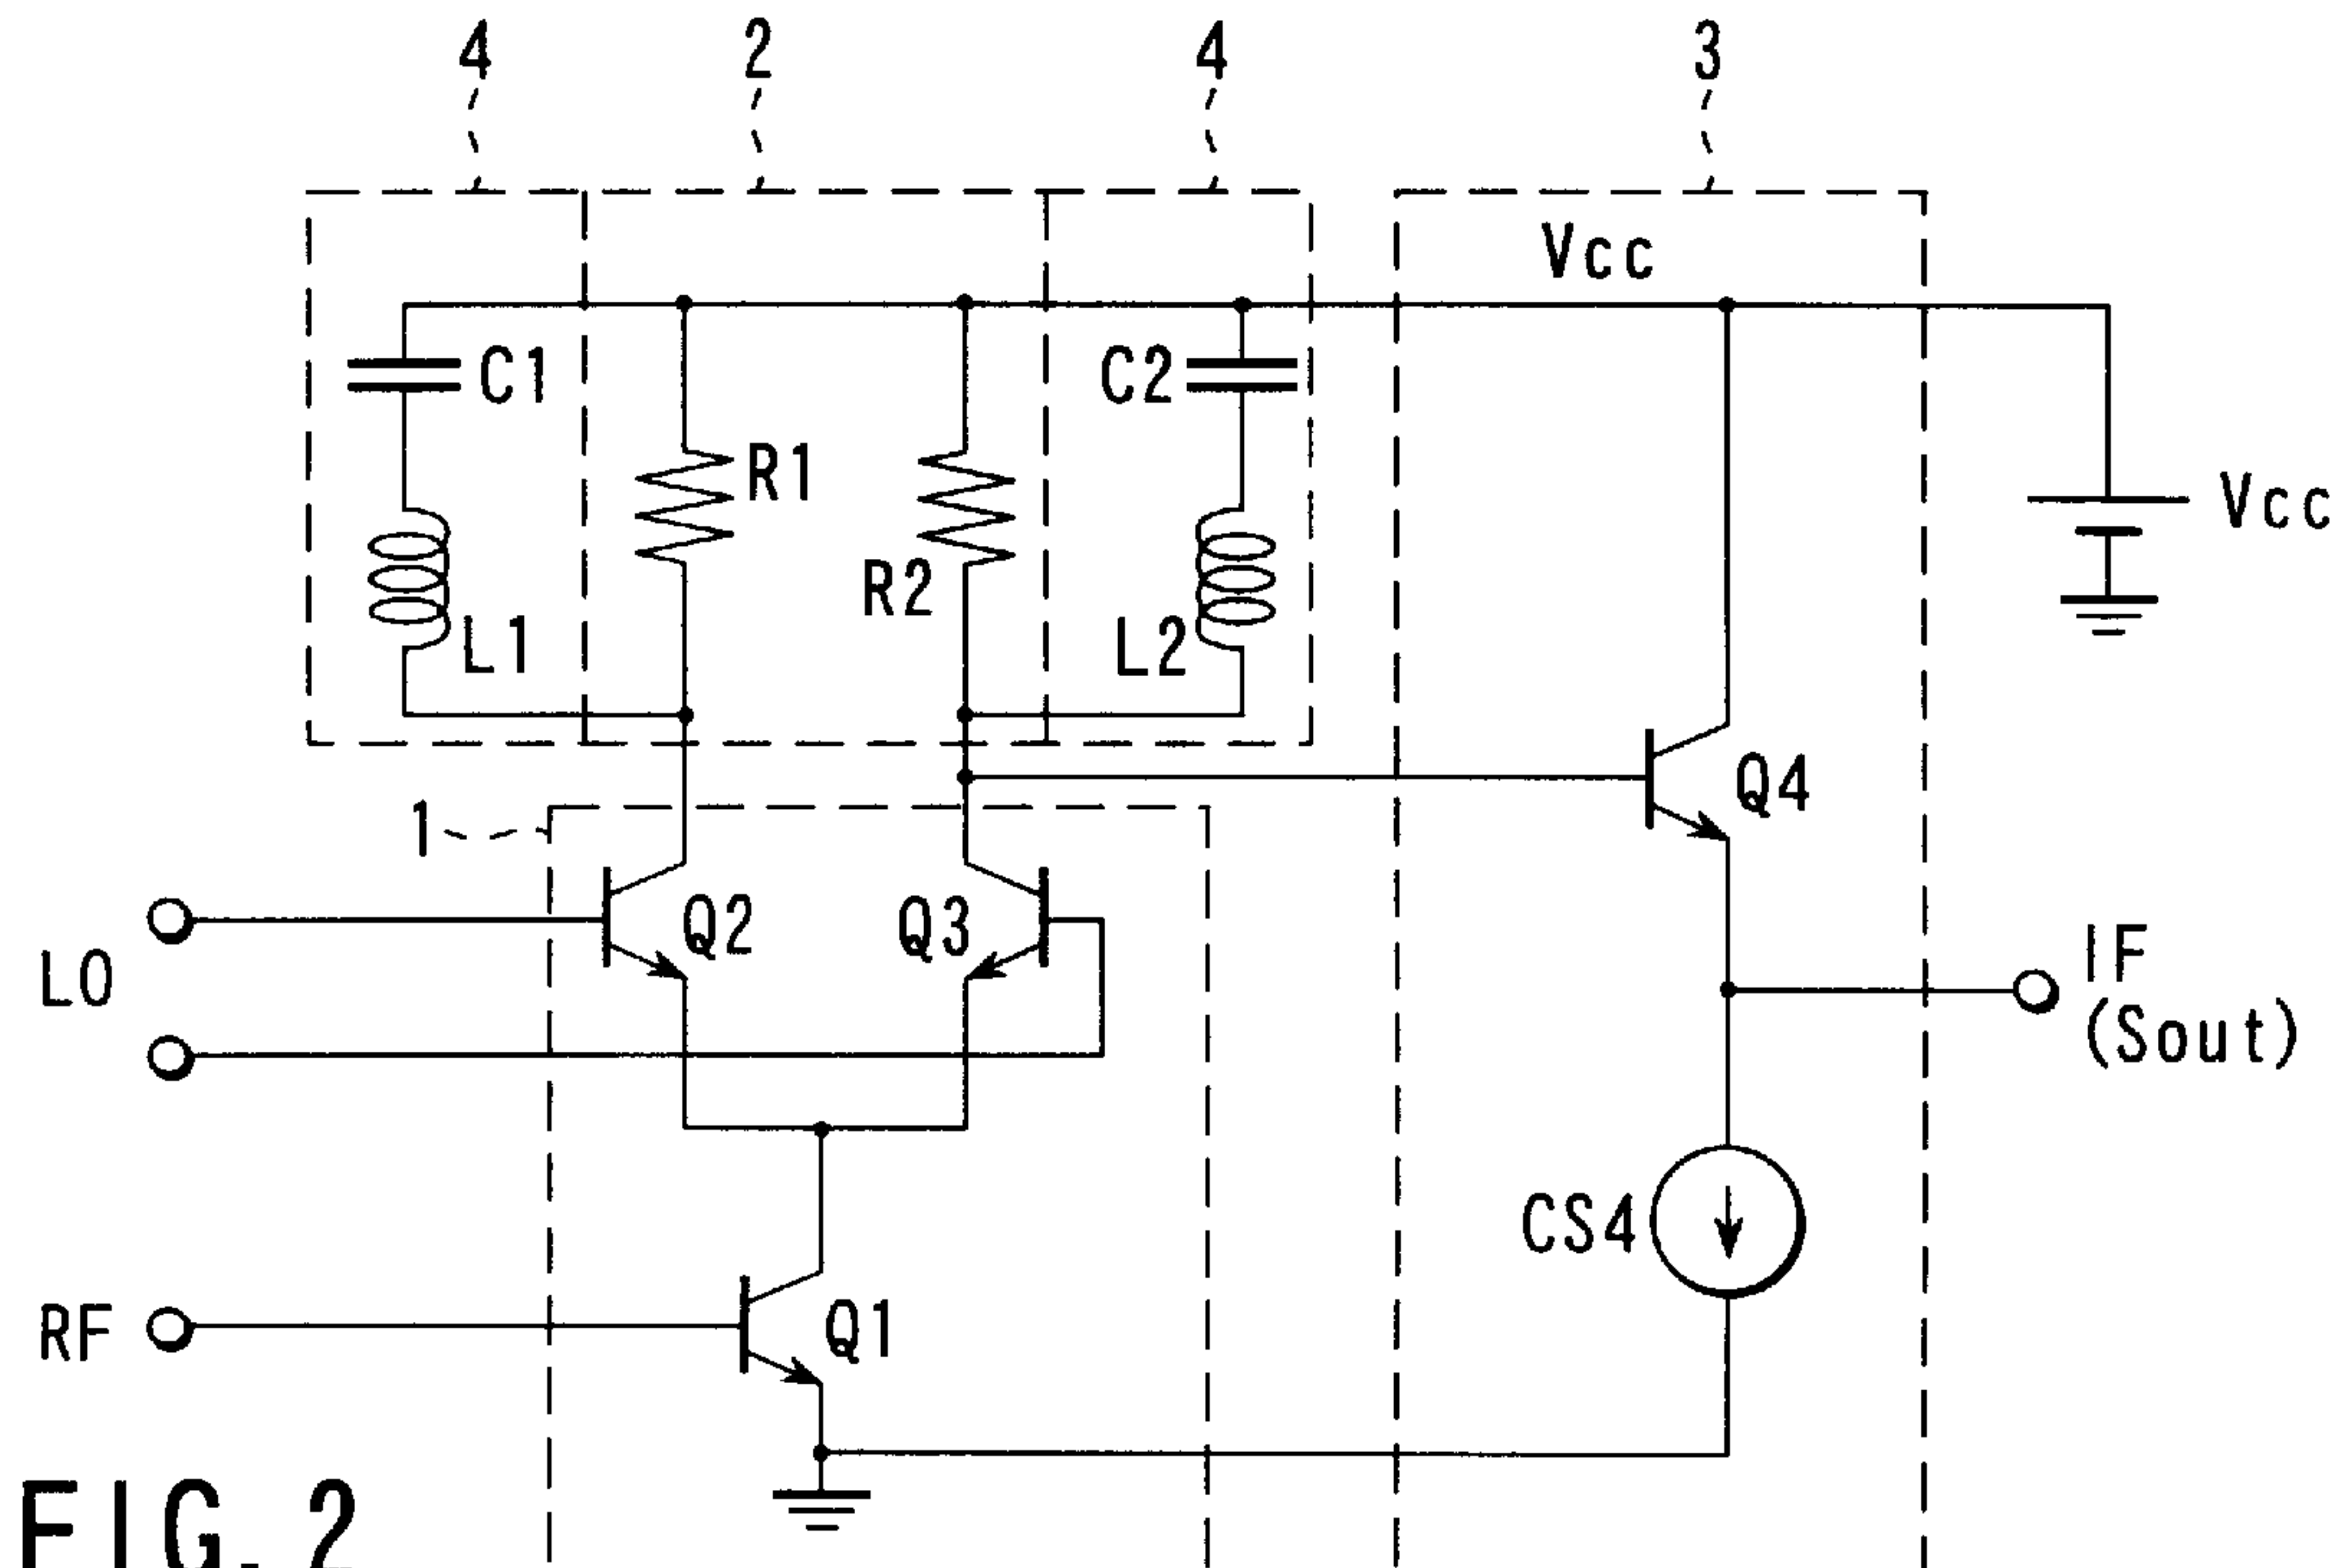 4 2 4 3
Vcc
C1 C2
R1
Vcc
R2
L1 L2
Q4
1
Q2 Q3
LO
IF
(Sout)
CS4
RF
Q1
FIG. 2